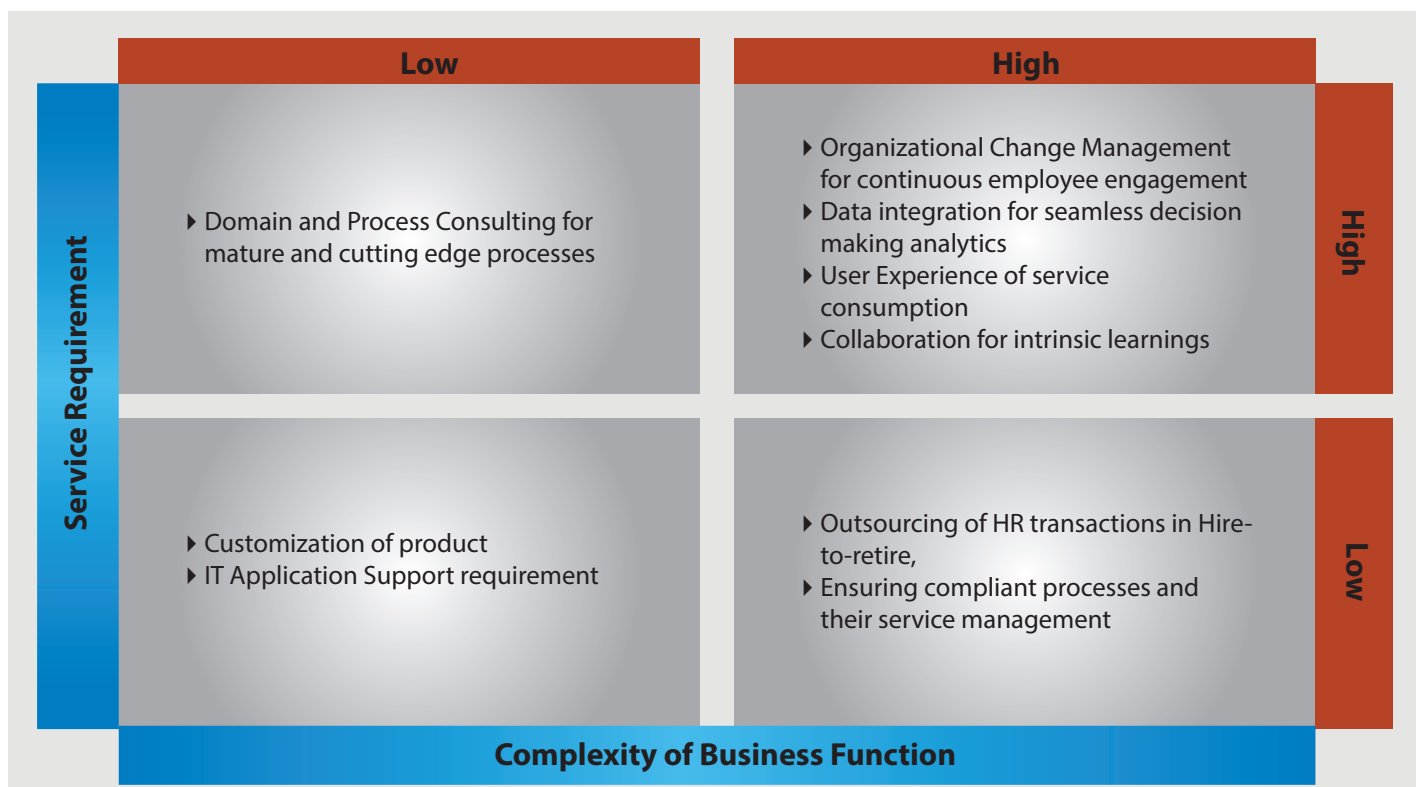 Low
High
Service Requirement
▶ Domain and Process Consulting for
mature and cutting edge processes
▶ Organizational Change Management
for continuous employee engagement
▶ Data integration for seamless decision
making analytics
▶ User Experience of service
consumption
▶ Collaboration for intrinsic learnings
High
▶ Customization of product
▶ IT Application Support requirement
▶ Outsourcing of HR transactions in Hire-
to-retire,
▶ Ensuring compliant processes and
their service management
Low
Complexity of Business Function